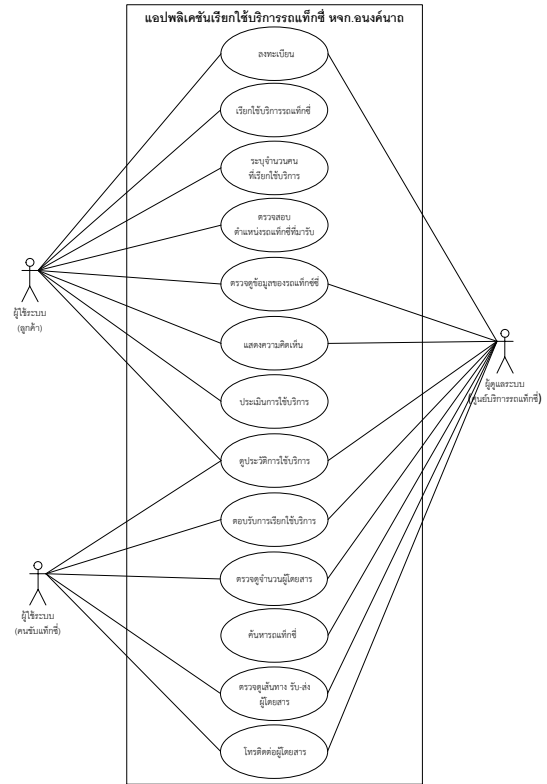 แอปพลิเคชันเรียกใช้บริการรถแท็กซี่ หจก.อนงค์นาถ
ลงทะเบียน
เรียกใช้บริการรถแท็กซี่
ระบุจำนวนคน
ที่เรียกใช้บริการ
ตรวจสอบ
ตำแหน่งรถแท็กซี่ที่มารับ
ตรวจดูข้อมูลของรถแท็กซี่
ผู้ใช้ระบบ
(ลูกค้า)
แสดงความคิดเห็น
ผู้ดูแลระบบ
(ศูนย์บริการรถแท็กซี่)
ประเมินการใช้บริการ
ดูประวัติการใช้บริการ
ตอบรับการเรียกใช้บริการ
ตรวจดูจำนวนผู้โดยสาร
ผู้ใช้ระบบ
(คนขับแท็กซี่)
ค้นหารถแท็กซี่
ตรวจดูเส้นทาง รับ-ส่ง
ผู้โดยสาร
โทรติดต่อผู้โดยสาร